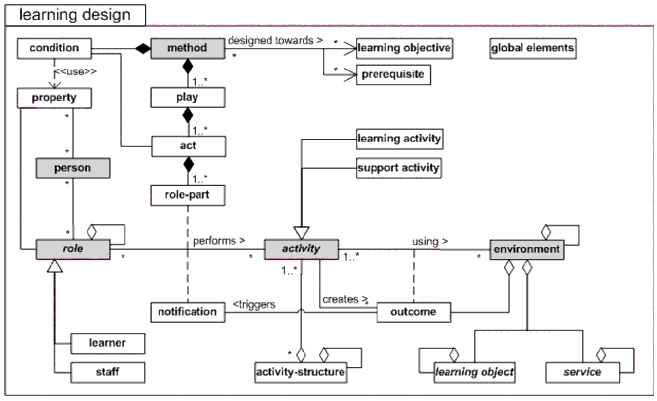 learning design
condition
method
designed towards >
*
*
learning objective
global elements
*
prerequisite
<<use>>
property
1..*
play
*
1..*
act
learning activity
support activity
person
*
1..*
role-part
*
role
performs >
activity
using >
environment
*
*
1..*
*
1..*
notification
<triggers
creates >
*
outcome
learner
staff
*
activity-structure
learning object
service